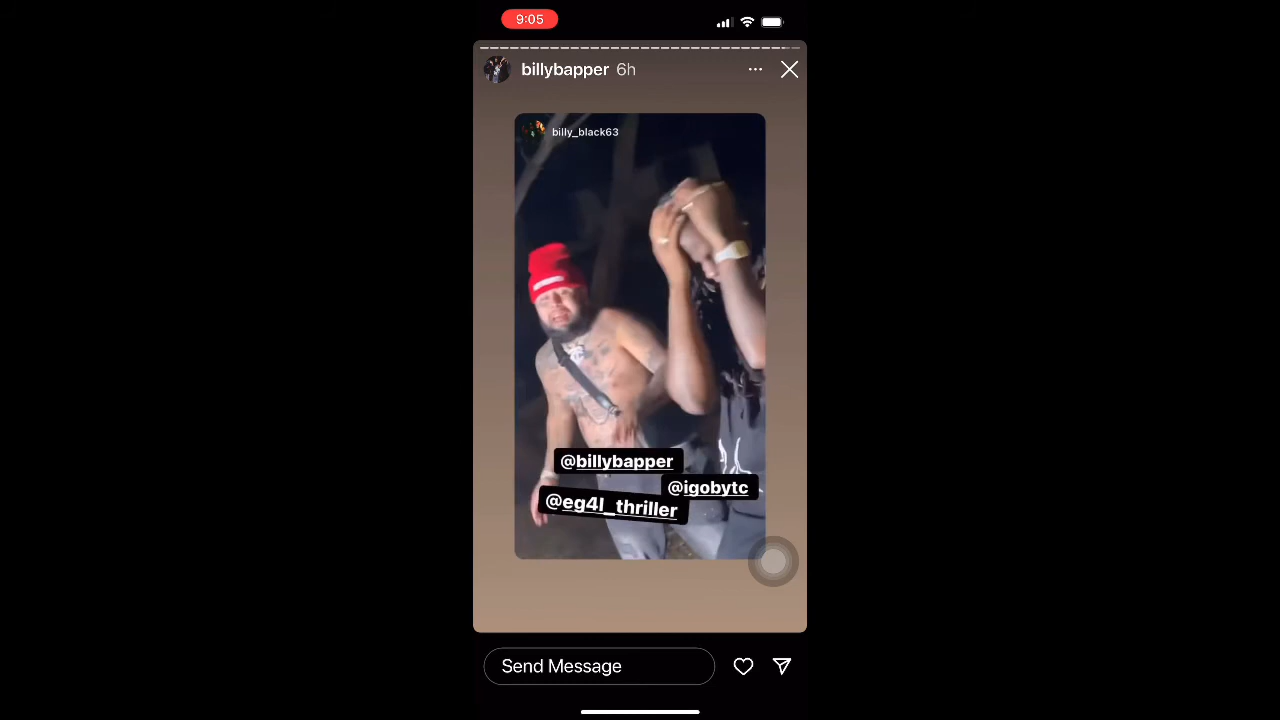 9:05
billybapper 6h
billy_black63
@billybapper
@igobytc
@eg4l_thriller
Send Message